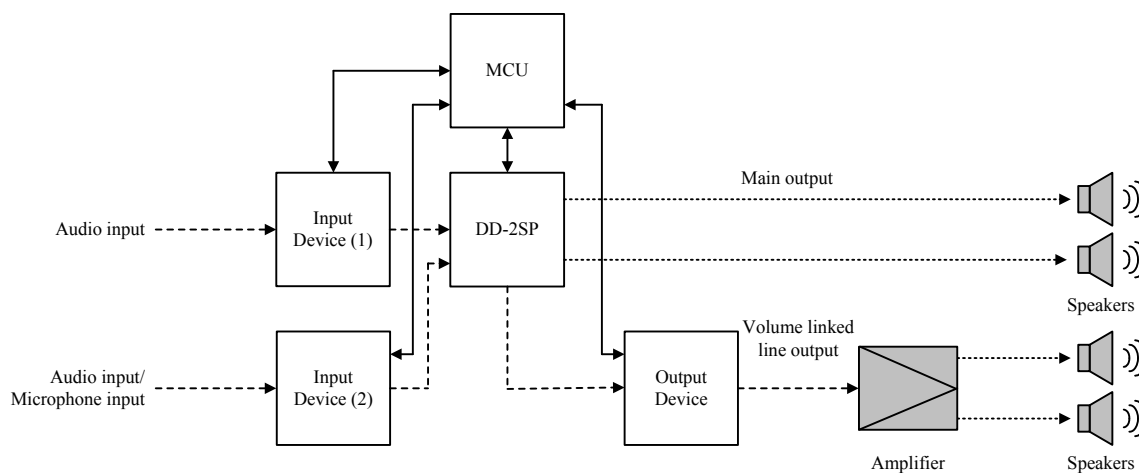 MCU
Main output
Audio input
Input
Device (1)
DD-2SP
Speakers
Volume linked
line output
Audio input/
Microphone input
Input
Device (2)
Output
Device
Amplifier
Speakers